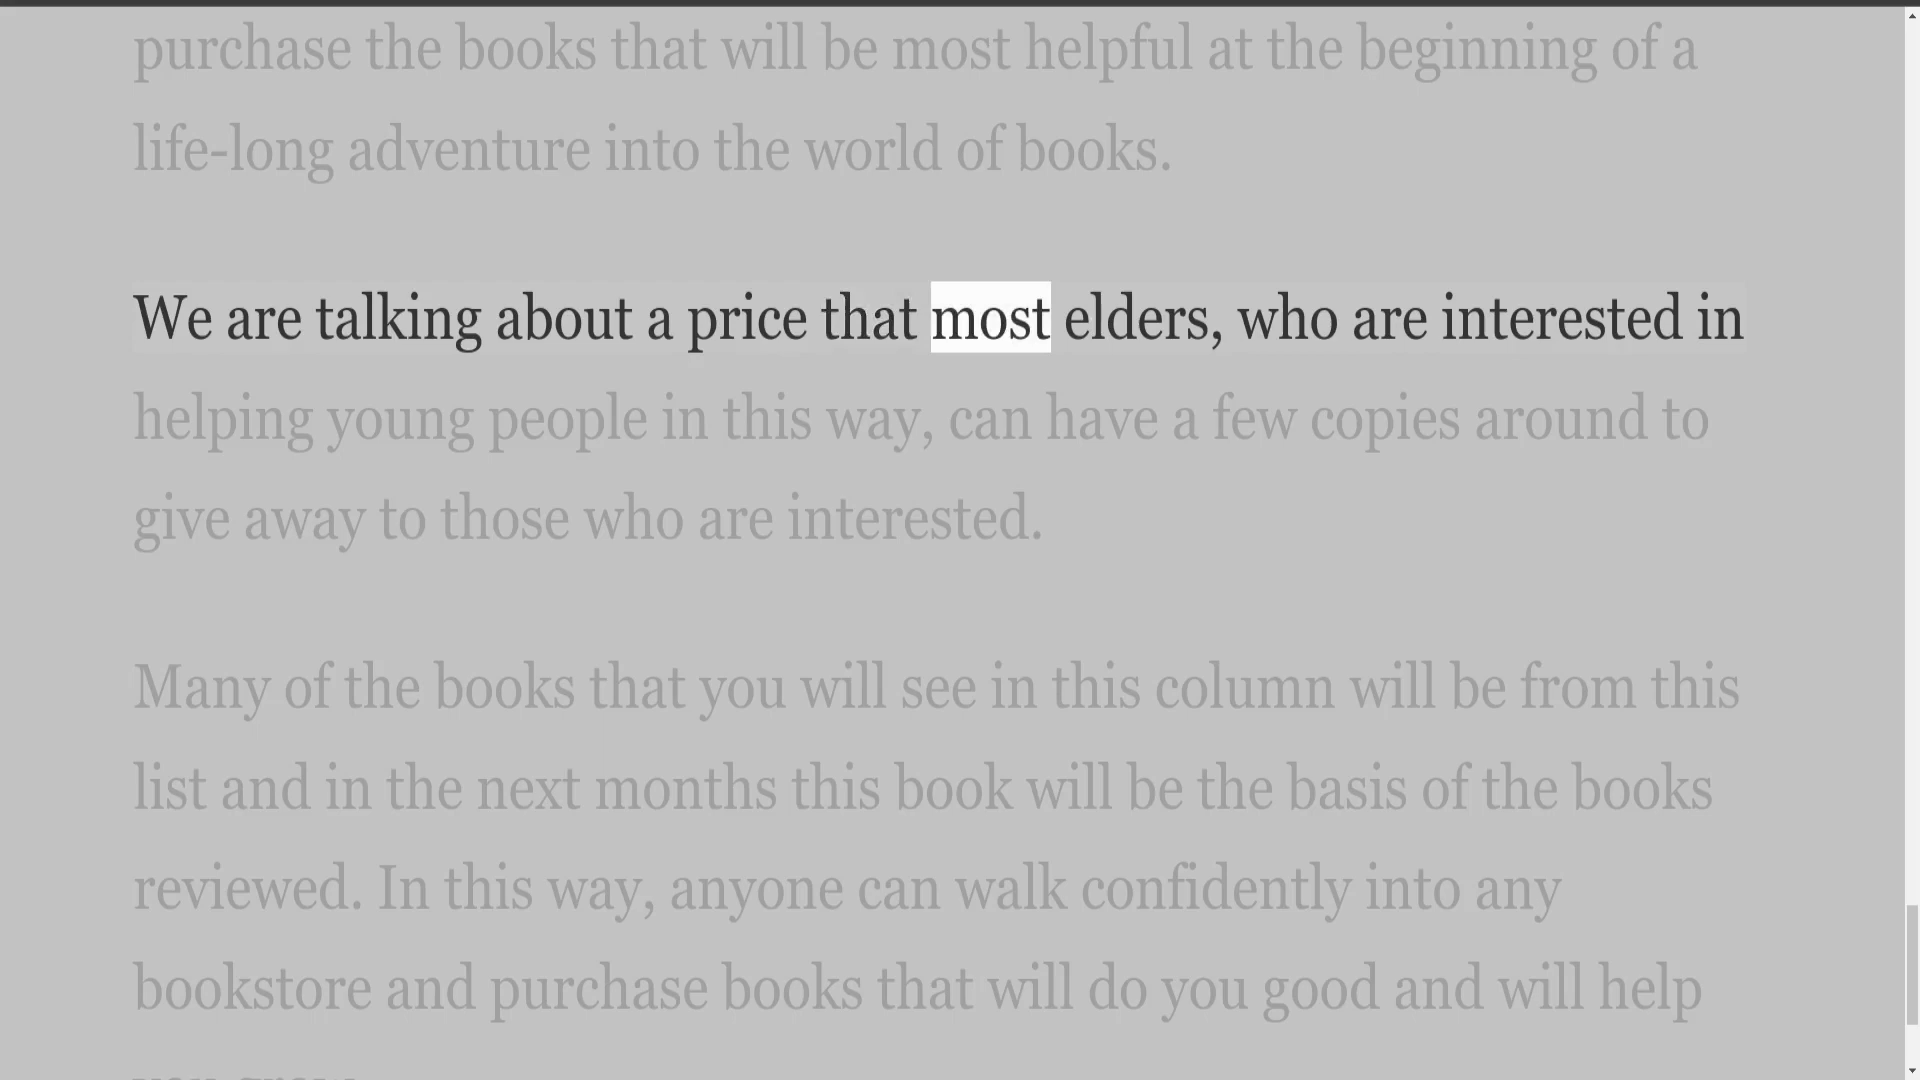 purchase the books that will be most helpful at the beginning of a
life-long adventure into the world of books.
We are talking about a price that most elders, who are interested in
helping young people in this way, can have a few copies around to
give away to those who are interested.
Many of the books that you will see in this column will be from this
list and in the next months this book will be the basis of the books
reviewed. In this way, anyone can walk confidently into any
bookstore and purchase books that will do you good and will help